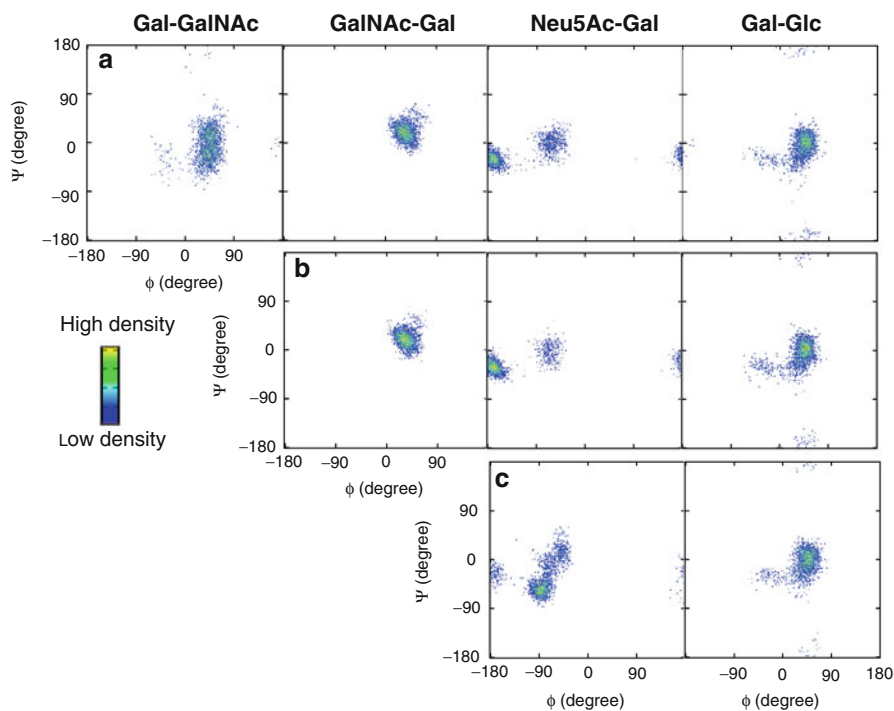 Gal-GalNAc GalNAc-Gal Neu5Ac-Gal Gal-Glc
a
180
90
0
−90
−180
Ψ (degree)
−180 −90 0 90
ϕ (degree)
b
90
0
−90
−180
Ψ (degree)
−180 −90 0 90
ϕ (degree)
High density
Low density
c
90
0
−90
−180
Ψ (degree)
−180 −90 0 90
−90 0 90 180
ϕ (degree) ϕ (degree)